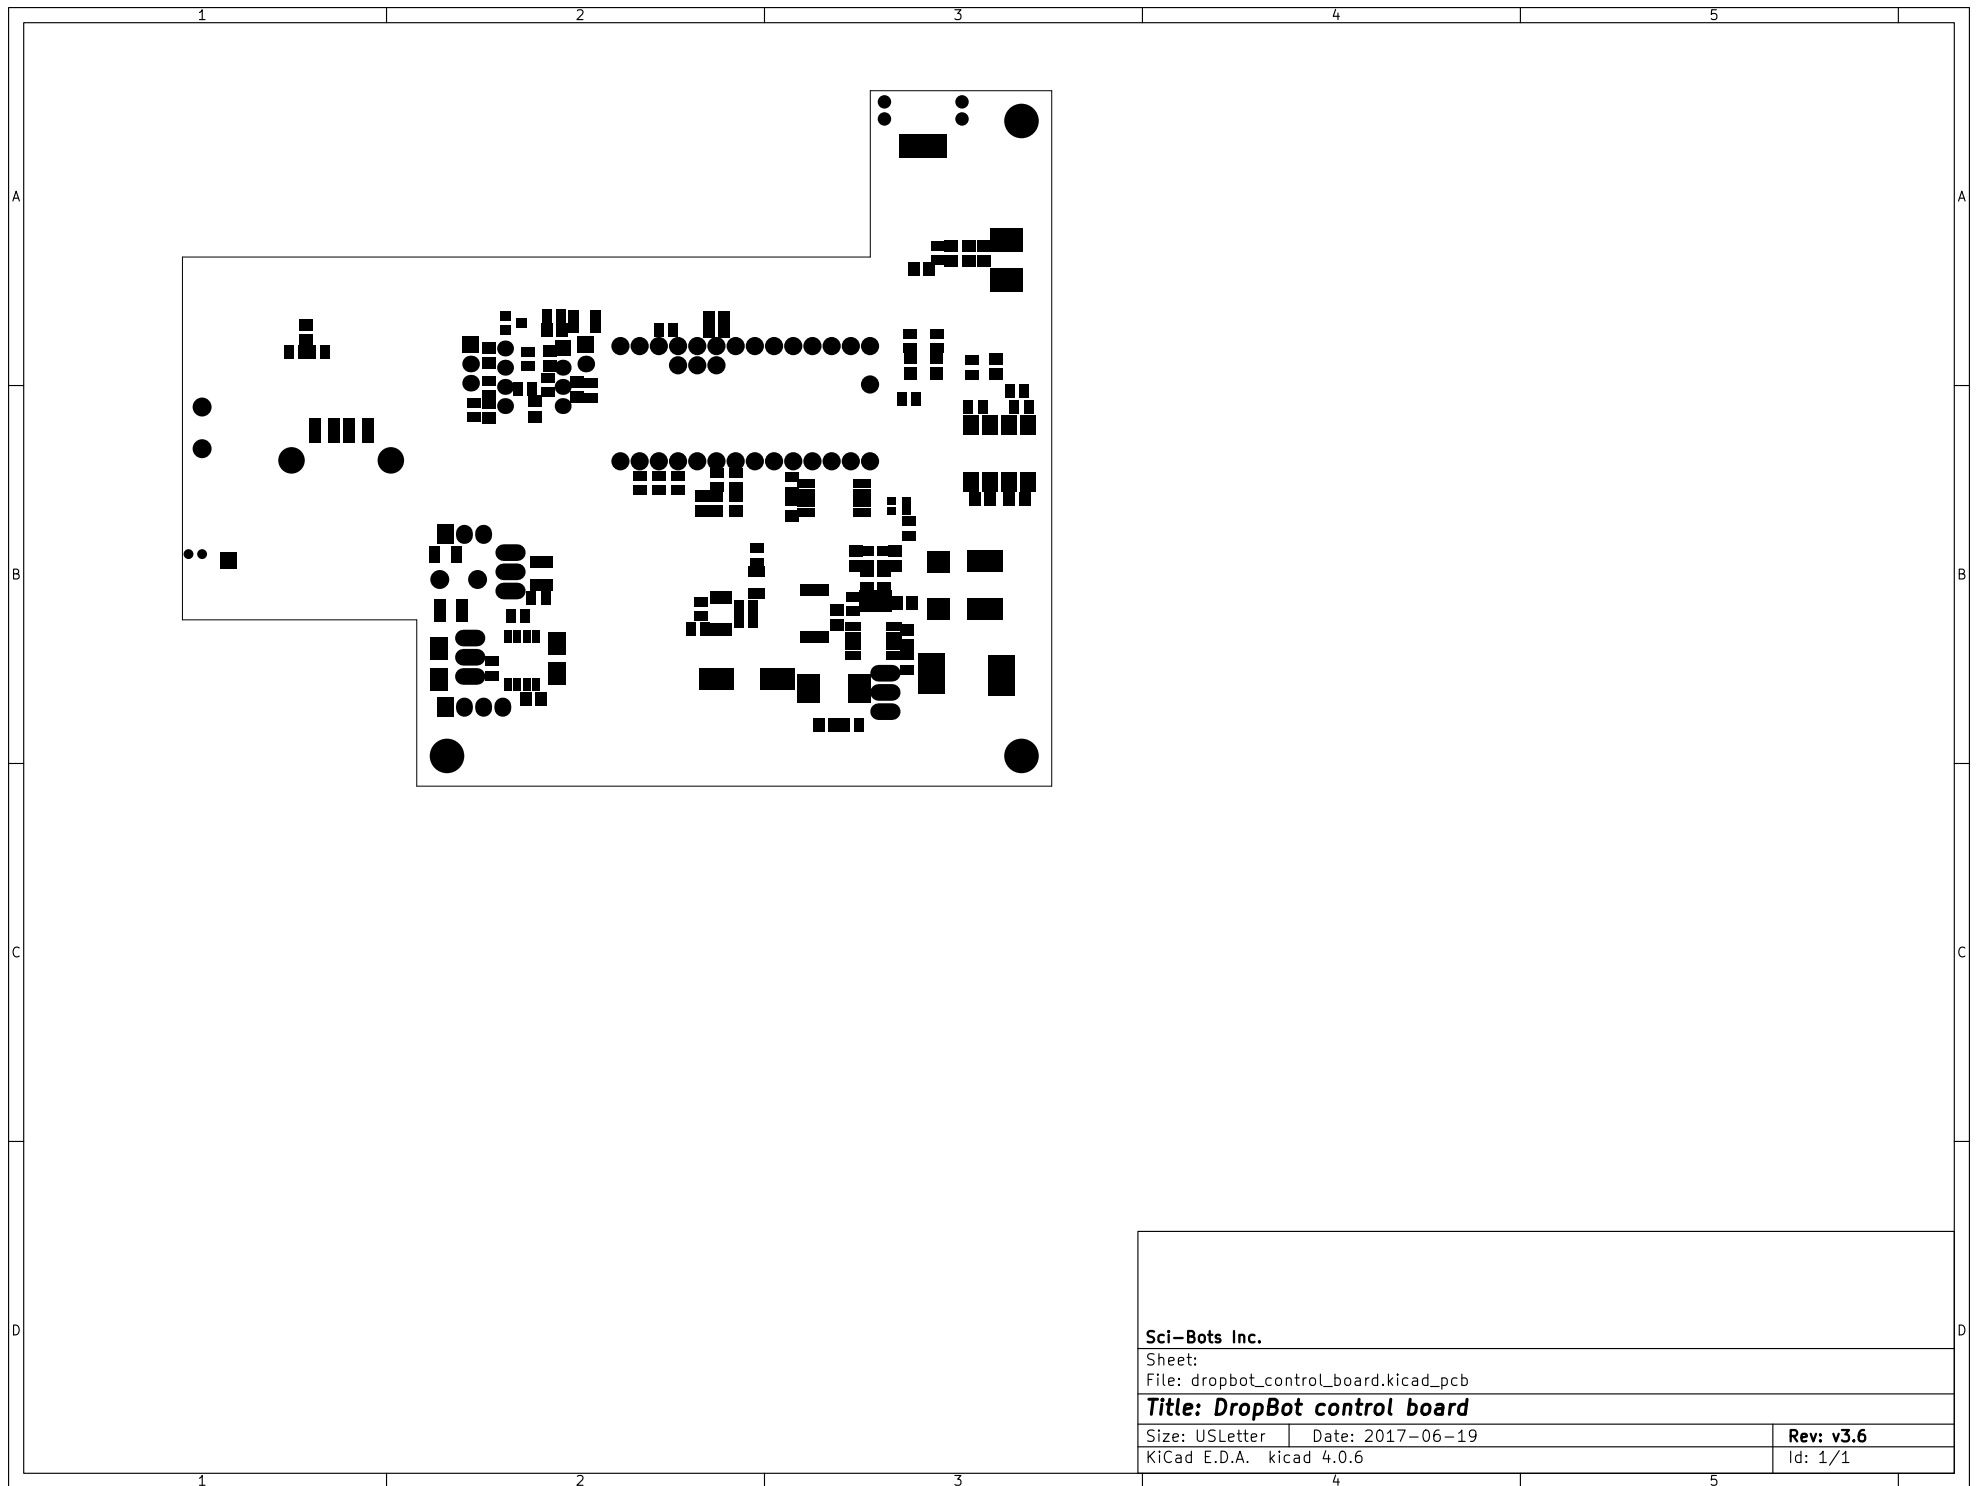 1 2 3 4 5
A A
B B
C C
D D
Sci-Bots Inc.
Sheet:
File: dropbot_control_board.kicad_pcb
Title: DropBot control board
Size: USLetter Date: 2017-06-19 Rev: v3.6
KiCad E.D.A. kicad 4.0.6 Id: 1/1
1 2 3 4 5